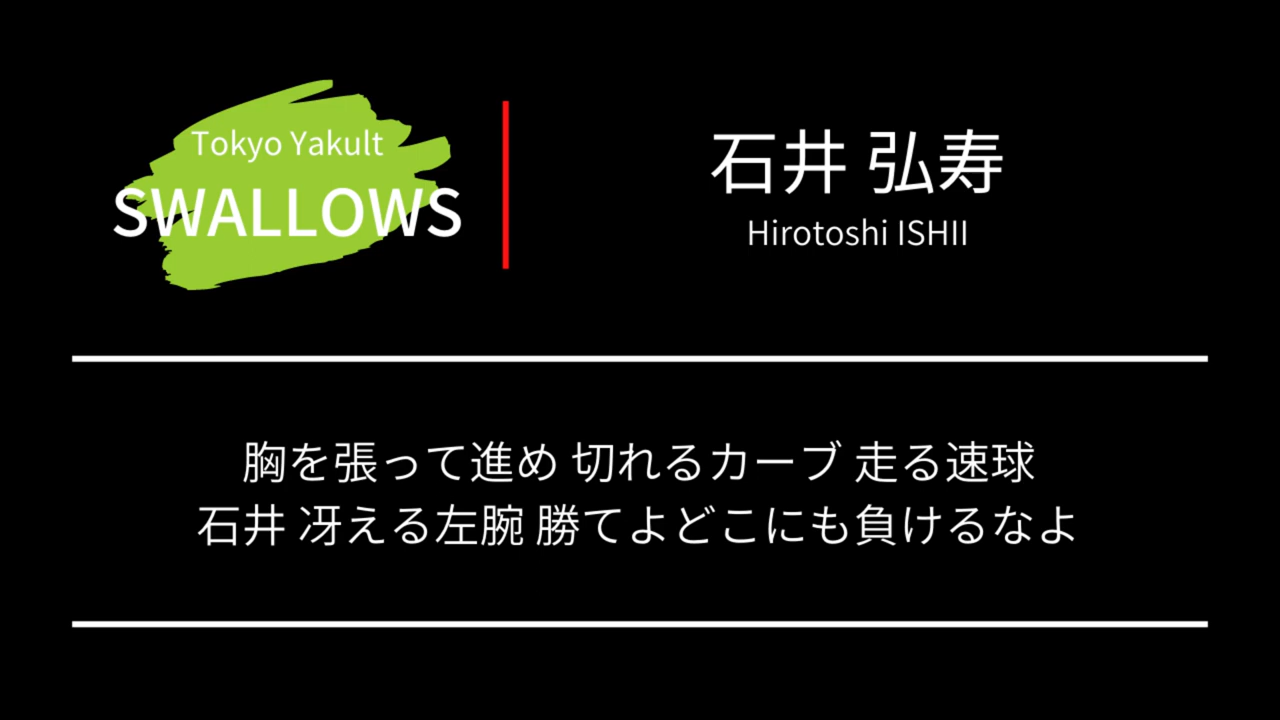 Tokyo Yakult
SWALLOWS
石井 弘寿
Hirotoshi ISHII
胸を張って進め 切れるカーブ 走る速球
石井 冴える左腕 勝てよどこにも負けるなよ